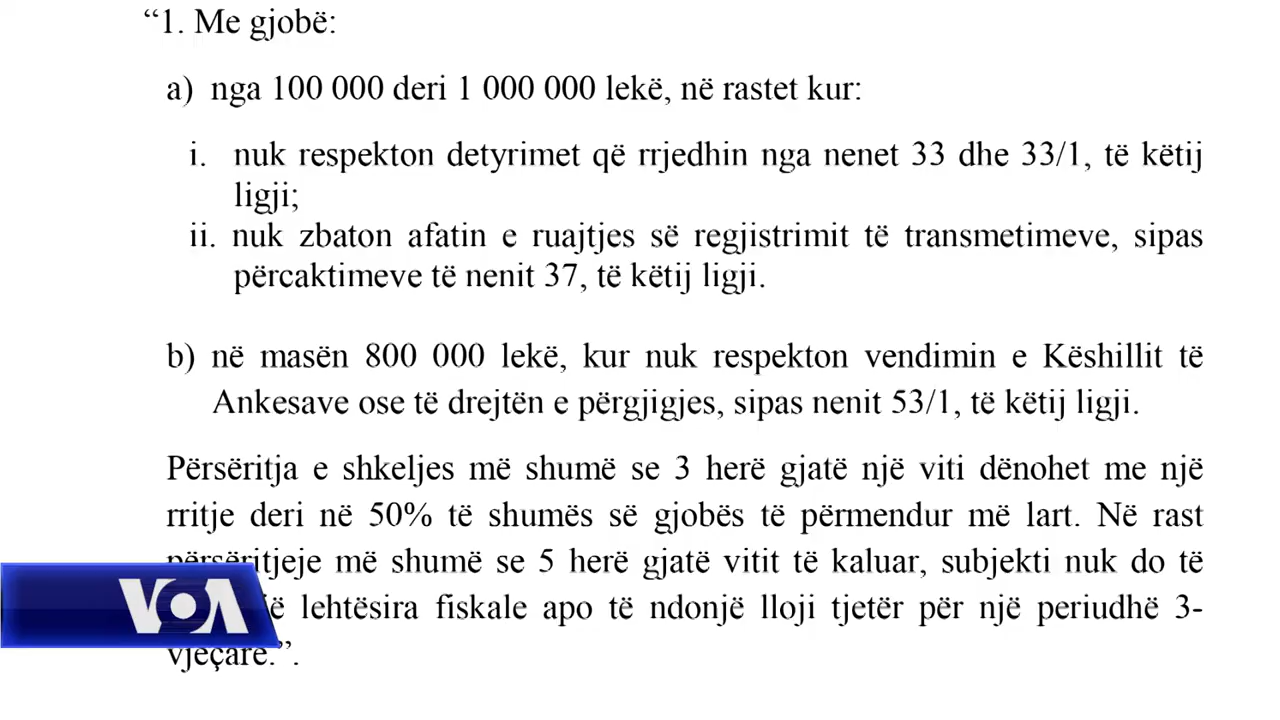 “1. Me gjobë:
a) nga 100 000 deri 1 000 000 lekë, në rastet kur:
i. nuk respekton detyrimet që rrjedhin nga nenet 33 dhe 33/1, të këtij
ligji;
ii. nuk zbaton afatin e ruajtjes së regjistrimit të transmetimeve, sipas
përcaktimeve të nenit 37, të këtij ligji.
b) në masën 800 000 lekë, kur nuk respekton vendimin e Këshillit të
Ankesave ose të drejtën e përgjigjes, sipas nenit 53/1, të këtij ligji.
Përsëritja e shkeljes më shumë se 3 herë gjatë një viti dënohet me një
rritje deri në 50% të shumës së gjobës të përmendur më lart. Në rast
përsëritjeje më shumë se 5 herë gjatë vitit të kaluar, subjekti nuk do të
lehtësira fiskale apo të ndonjë lloji tjetër për një periudhë 3-
vjeçare.”.
VOA